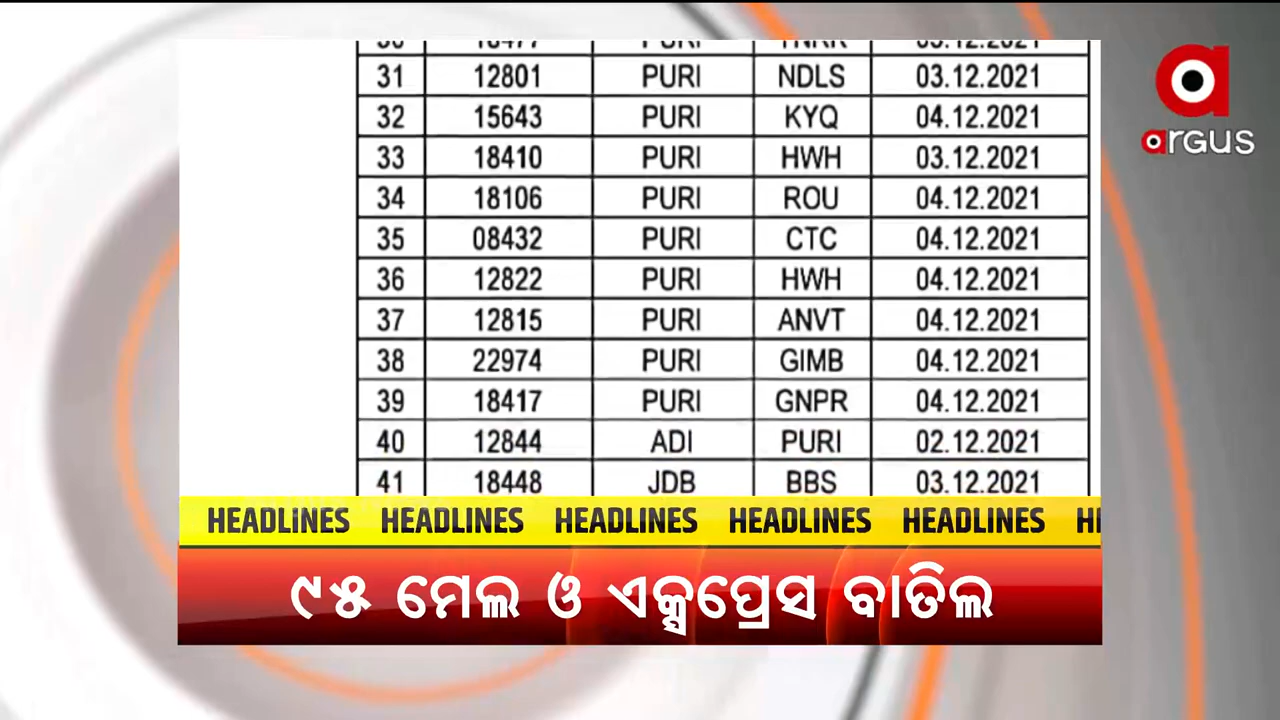 31 12801 PURI NDLS 03.12.2021
32 15643 PURI KYQ 04.12.2021
33 18410 PURI HWH 03.12.2021
34 18106 PURI ROU 04.12.2021
35 08432 PURI CTC 04.12.2021
36 12822 PURI HWH 04.12.2021
37 12815 PURI ANVT 04.12.2021
38 22974 PURI GIMB 04.12.2021
39 18417 PURI GNPR 04.12.2021
40 12844 ADI PURI 02.12.2021
41 18448 JDB BBS 03.12.2021
argus
HEADLINES HEADLINES HEADLINES HEADLINES HEADLINES
୯୫ ମେଲ ଓ ଏକ୍ସପ୍ରେସ ବାତିଲ